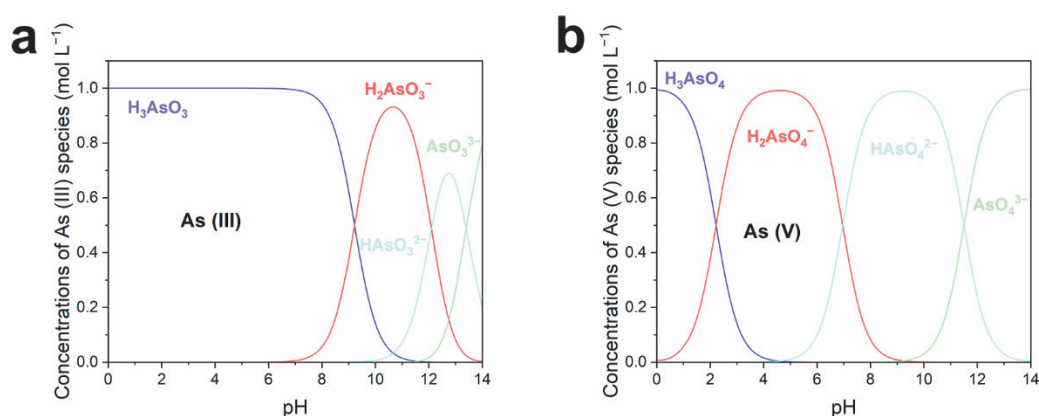 a
Concentrations of As (III) species (mol L⁻¹)
1.0
0.8
0.6
0.4
0.2
0.0
H₃AsO₃
H₂AsO₃⁻
AsO₃³⁻
As (III)
HAsO₃²⁻
0 2 4 6 8 10 12 14
pH
b
Concentrations of As (V) species (mol L⁻¹)
1.0
0.8
0.6
0.4
0.2
0.0
H₃AsO₄
H₂AsO₄⁻
HAsO₄²⁻
AsO₄³⁻
As (V)
0 2 4 6 8 10 12 14
pH